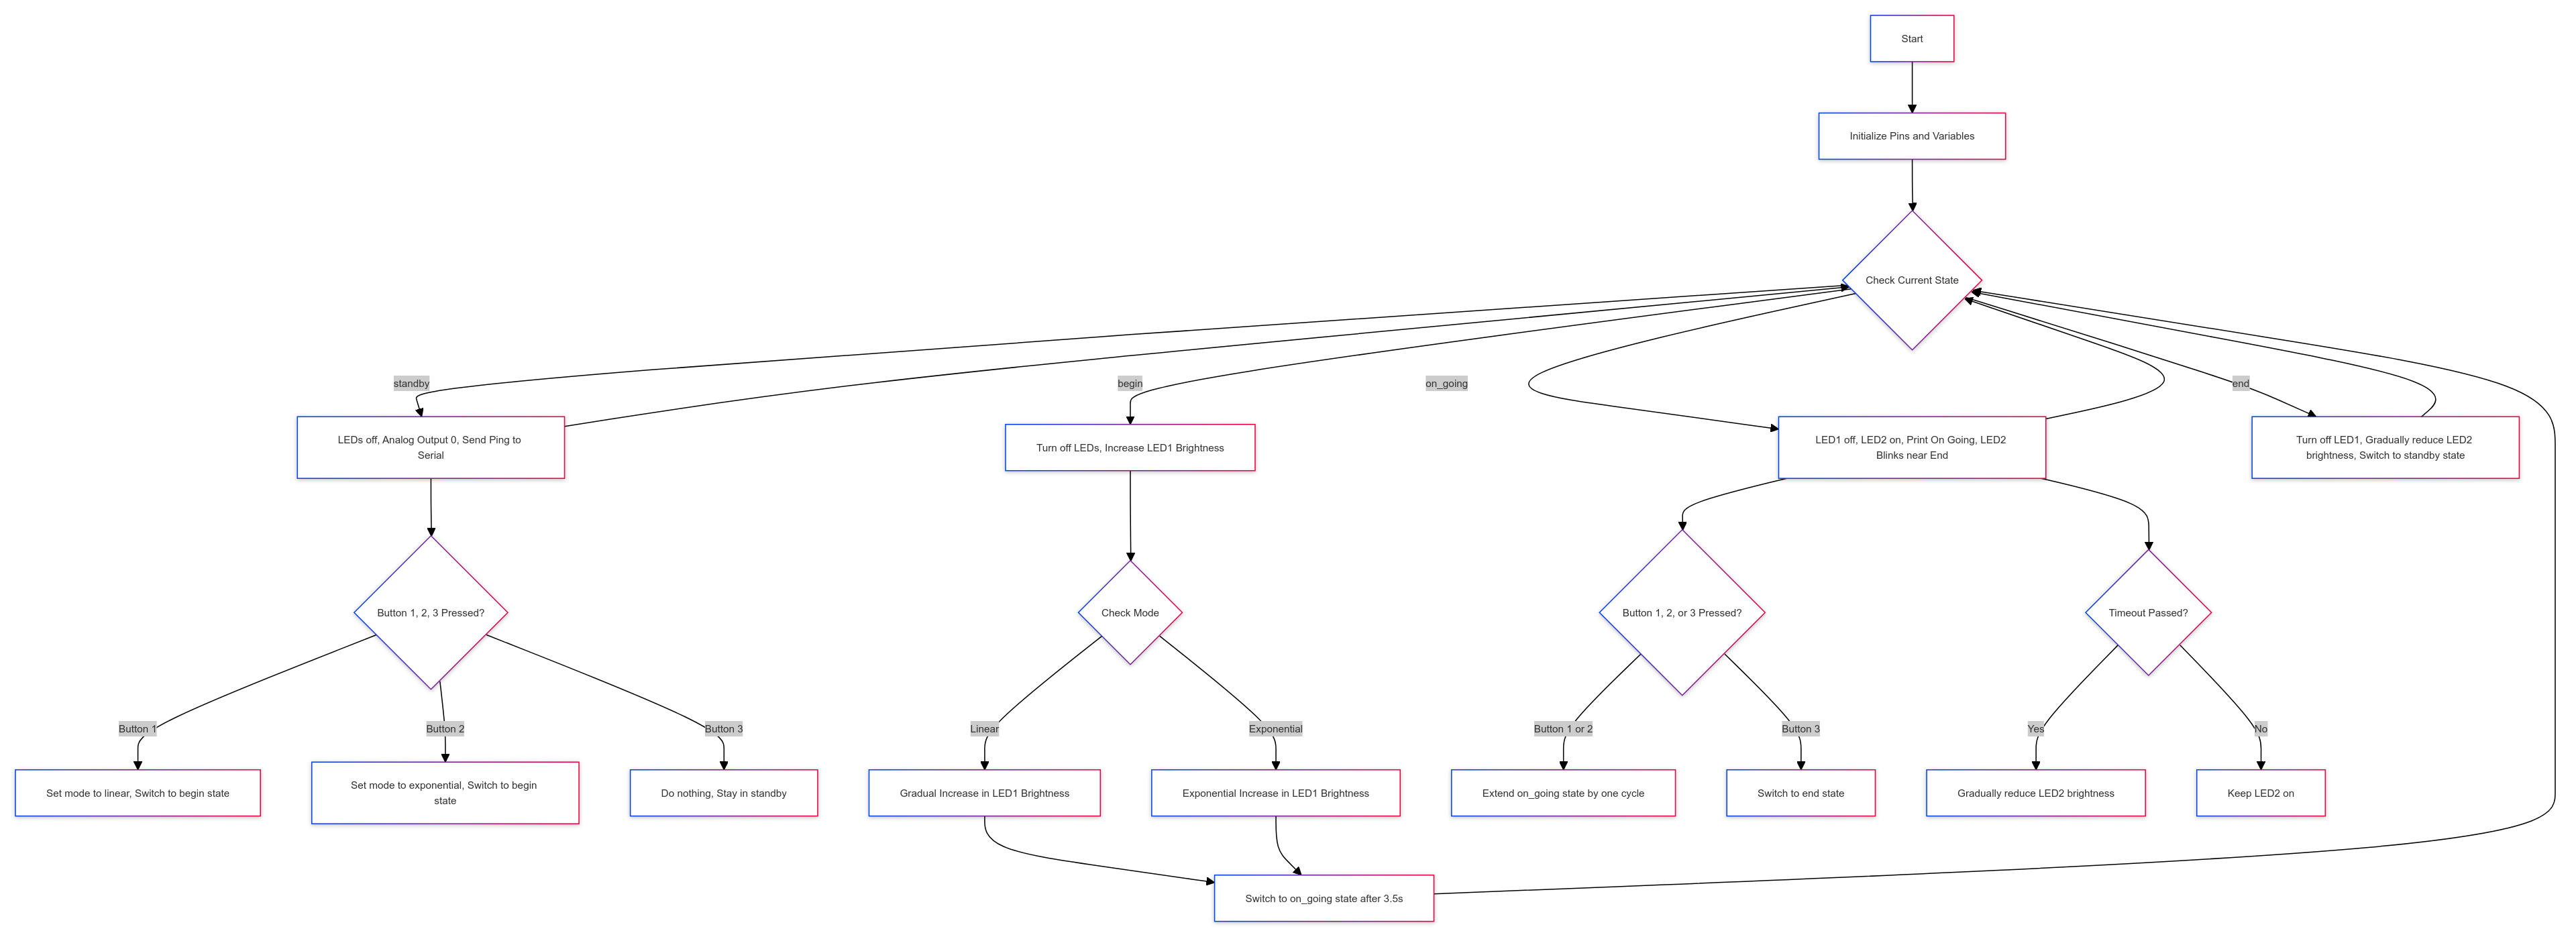 Start
Initialize Pins and Variables
Check Current State
standby
begin
on_going
end
LEDs off, Analog Output 0, Send Ping to
Serial
Turn off LEDs, Increase LED1 Brightness
LED1 off, LED2 on, Print On Going, LED2
Blinks near End
Turn off LED1, Gradually reduce LED2
brightness, Switch to standby state
Button 1, 2, 3 Pressed?
Check Mode
Button 1, 2, or 3 Pressed?
Timeout Passed?
Button 1
Button 2
Button 3
Linear
Exponential
Button 1 or 2
Button 3
Yes
No
Set mode to linear, Switch to begin state
Set mode to exponential, Switch to begin
state
Do nothing, Stay in standby
Gradual Increase in LED1 Brightness
Exponential Increase in LED1 Brightness
Extend on_going state by one cycle
Switch to end state
Gradually reduce LED2 brightness
Keep LED2 on
Switch to on_going state after 3.5s